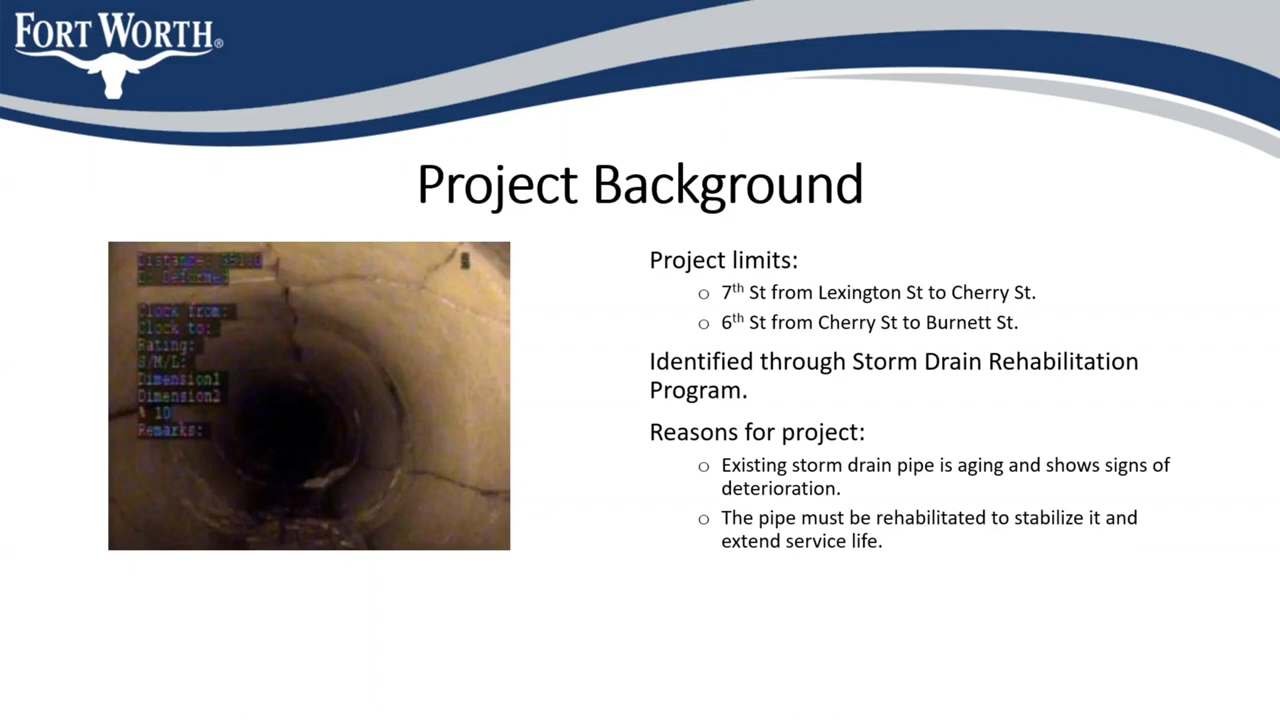 FORT WORTH®
Project Background
D: Deformed
Clock from:
Clock to:
Rating:
S/M/L:
Dimension1
Dimension2
% 10
Remarks:
Project limits:
○ 7th St from Lexington St to Cherry St.
○ 6th St from Cherry St to Burnett St.
Identified through Storm Drain Rehabilitation
Program.
Reasons for project:
○ Existing storm drain pipe is aging and shows signs of
deterioration.
○ The pipe must be rehabilitated to stabilize it and
extend service life.